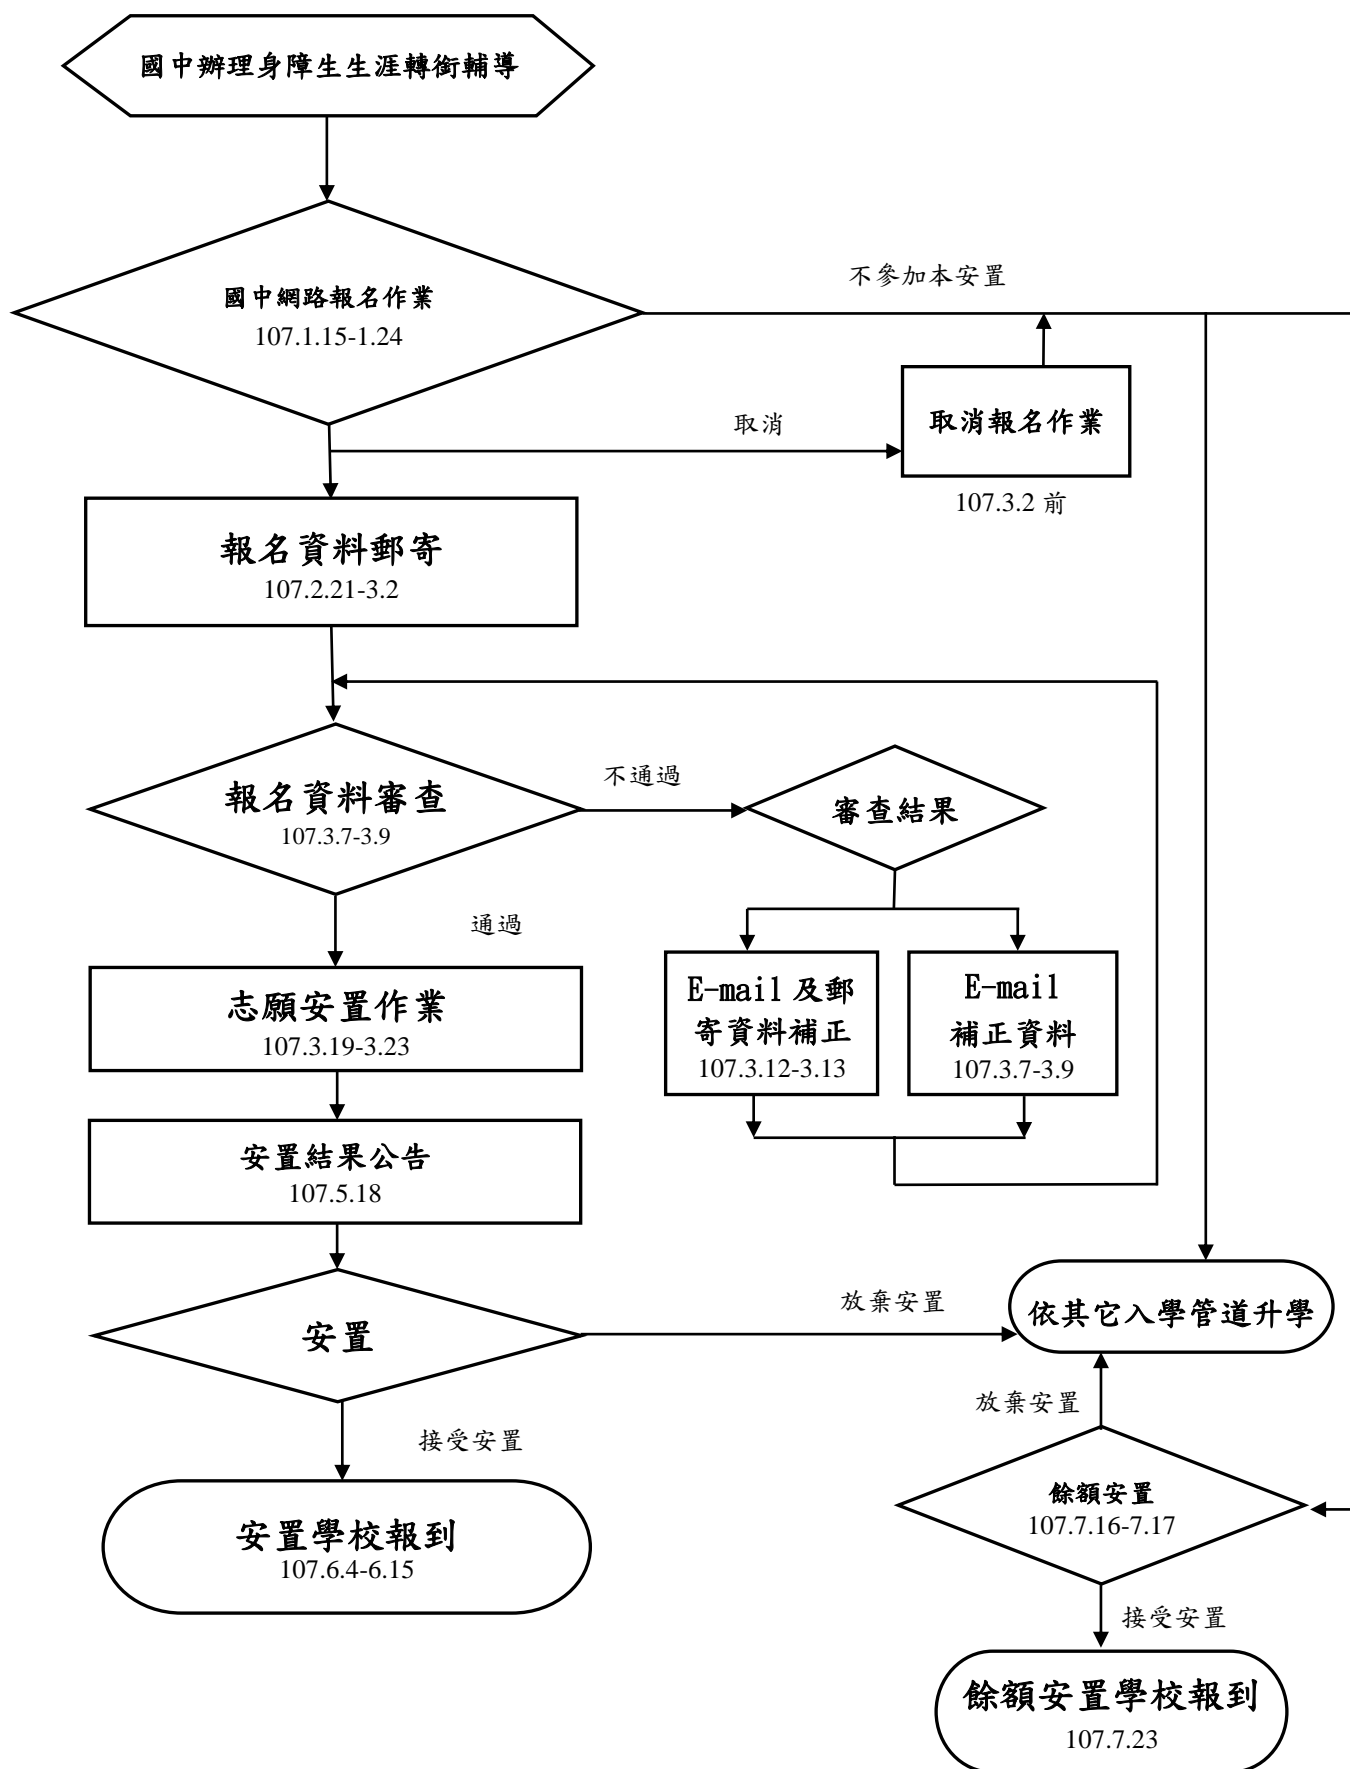 國中辦理身障生生涯轉銜輔導
不參加本安置
國中網路報名作業
107.1.15-1.24
取消
取消報名作業
107.3.2 前
報名資料郵寄
107.2.21-3.2
不通過
報名資料審查
107.3.7-3.9
審查結果
通過
E-mail 及郵
寄資料補正
107.3.12-3.13
E-mail
補正資料
107.3.7-3.9
志願安置作業
107.3.19-3.23
安置結果公告
107.5.18
放棄安置
依其它入學管道升學
安置
放棄安置
接受安置
餘額安置
107.7.16-7.17
安置學校報到
107.6.4-6.15
接受安置
餘額安置學校報到
107.7.23